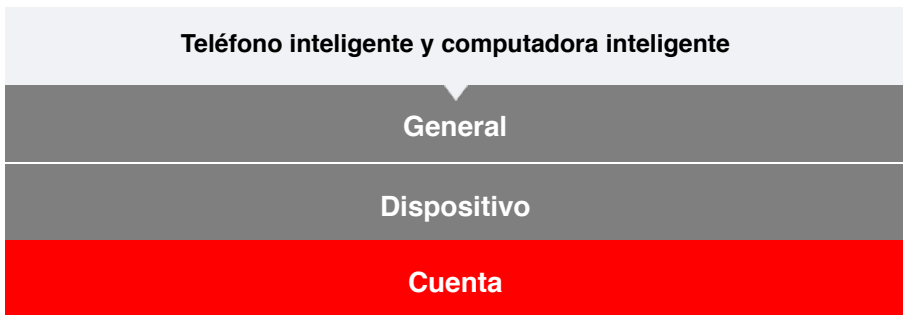 Teléfono inteligente y computadora inteligente
General
Dispositivo
Cuenta